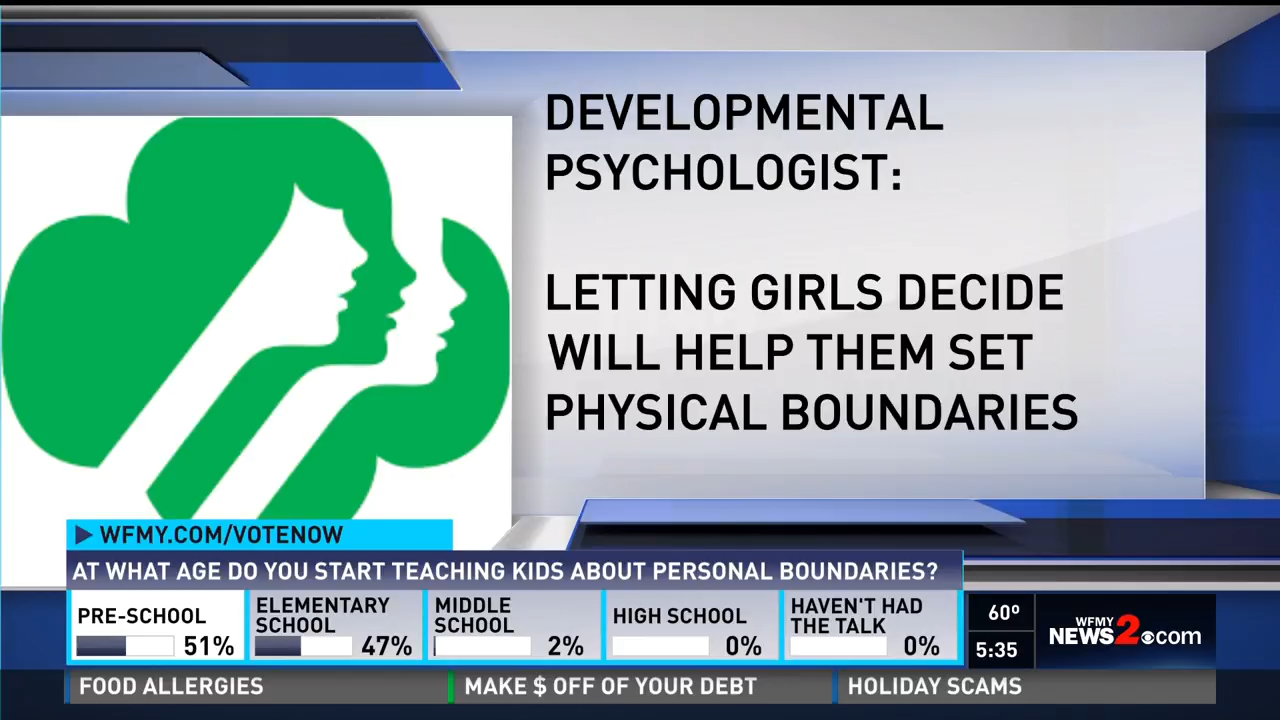 DEVELOPMENTAL
PSYCHOLOGIST:
LETTING GIRLS DECIDE
WILL HELP THEM SET
PHYSICAL BOUNDARIES
WFMY.COM/VOTENOW
AT WHAT AGE DO YOU START TEACHING KIDS ABOUT PERSONAL BOUNDARIES?
PRE-SCHOOL
51%
ELEMENTARY
SCHOOL
47%
MIDDLE
SCHOOL
2%
HIGH SCHOOL
0%
HAVEN'T HAD
THE TALK
0%
60º
5:35
WFMY
NEWS2.com
FOOD ALLERGIES
MAKE $ OFF OF YOUR DEBT
HOLIDAY SCAMS